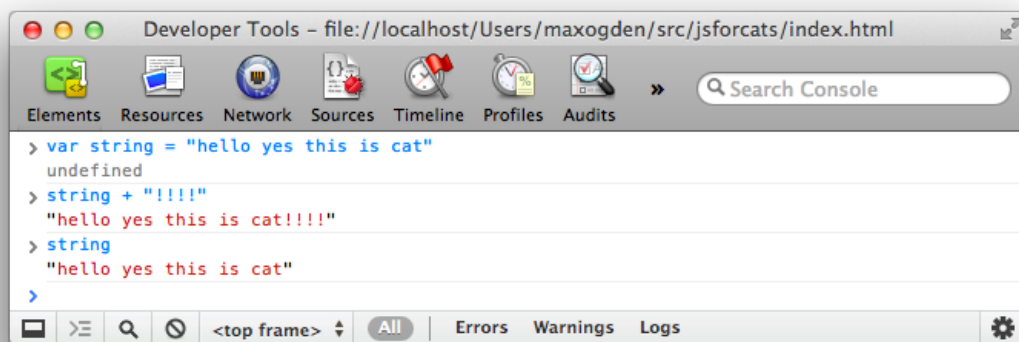 Developer Tools – file://localhost/Users/maxogden/src/jsforcats/index.html
Elements Resources Network Sources Timeline Profiles Audits » Search Console
> var string = "hello yes this is cat"
undefined
> string + "!!!!"
"hello yes this is cat!!!!"
> string
"hello yes this is cat"
>
<top frame> All Errors Warnings Logs